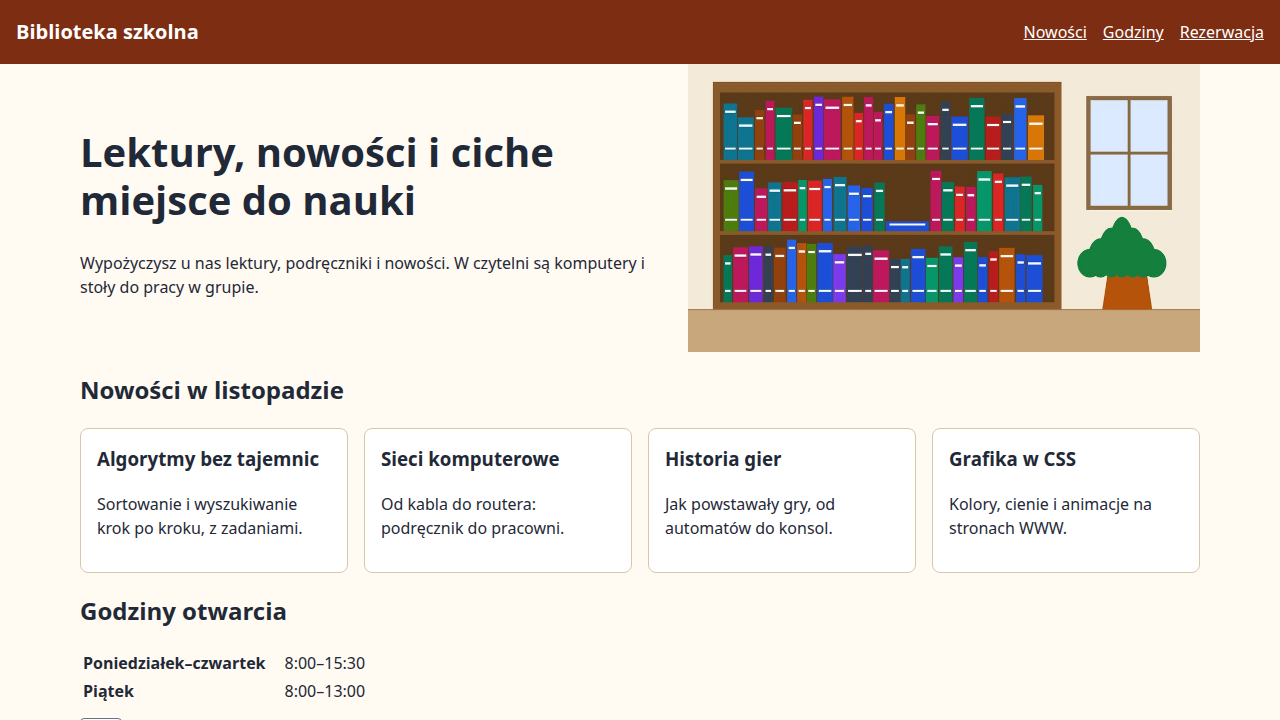 Biblioteka szkolna
Nowości Godziny Rezerwacja
Lektury, nowości i ciche
miejsce do nauki
Wypożyczysz u nas lektury, podręczniki i nowości. W czytelni są komputery i
stoły do pracy w grupie.
Nowości w listopadzie
Algorytmy bez tajemnic
Sortowanie i wyszukiwanie
krok po kroku, z zadaniami.
Sieci komputerowe
Od kabla do routera:
podręcznik do pracowni.
Historia gier
Jak powstawały gry, od
automatów do konsol.
Grafika w CSS
Kolory, cienie i animacje na
stronach WWW.
Godziny otwarcia
Poniedziałek–czwartek 8:00–15:30
Piątek 8:00–13:00